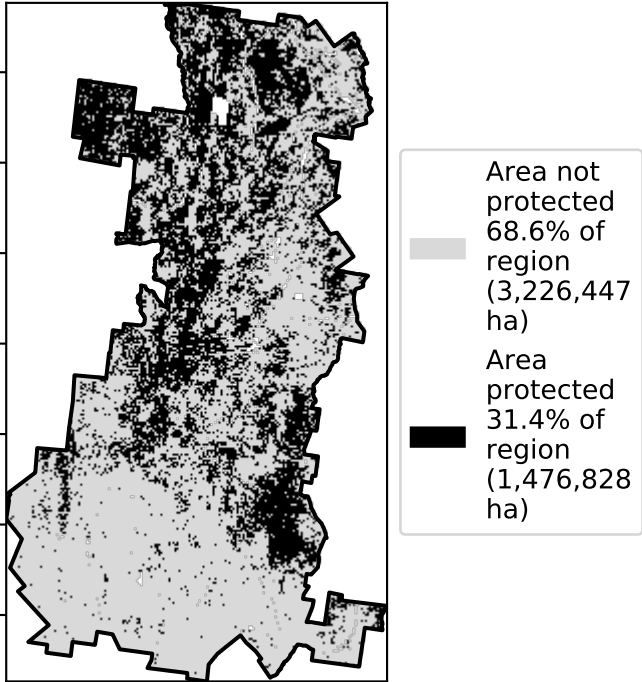 Area not
protected
68.6% of
region
(3,226,447
ha)
Area
protected
31.4% of
region
(1,476,828
ha)